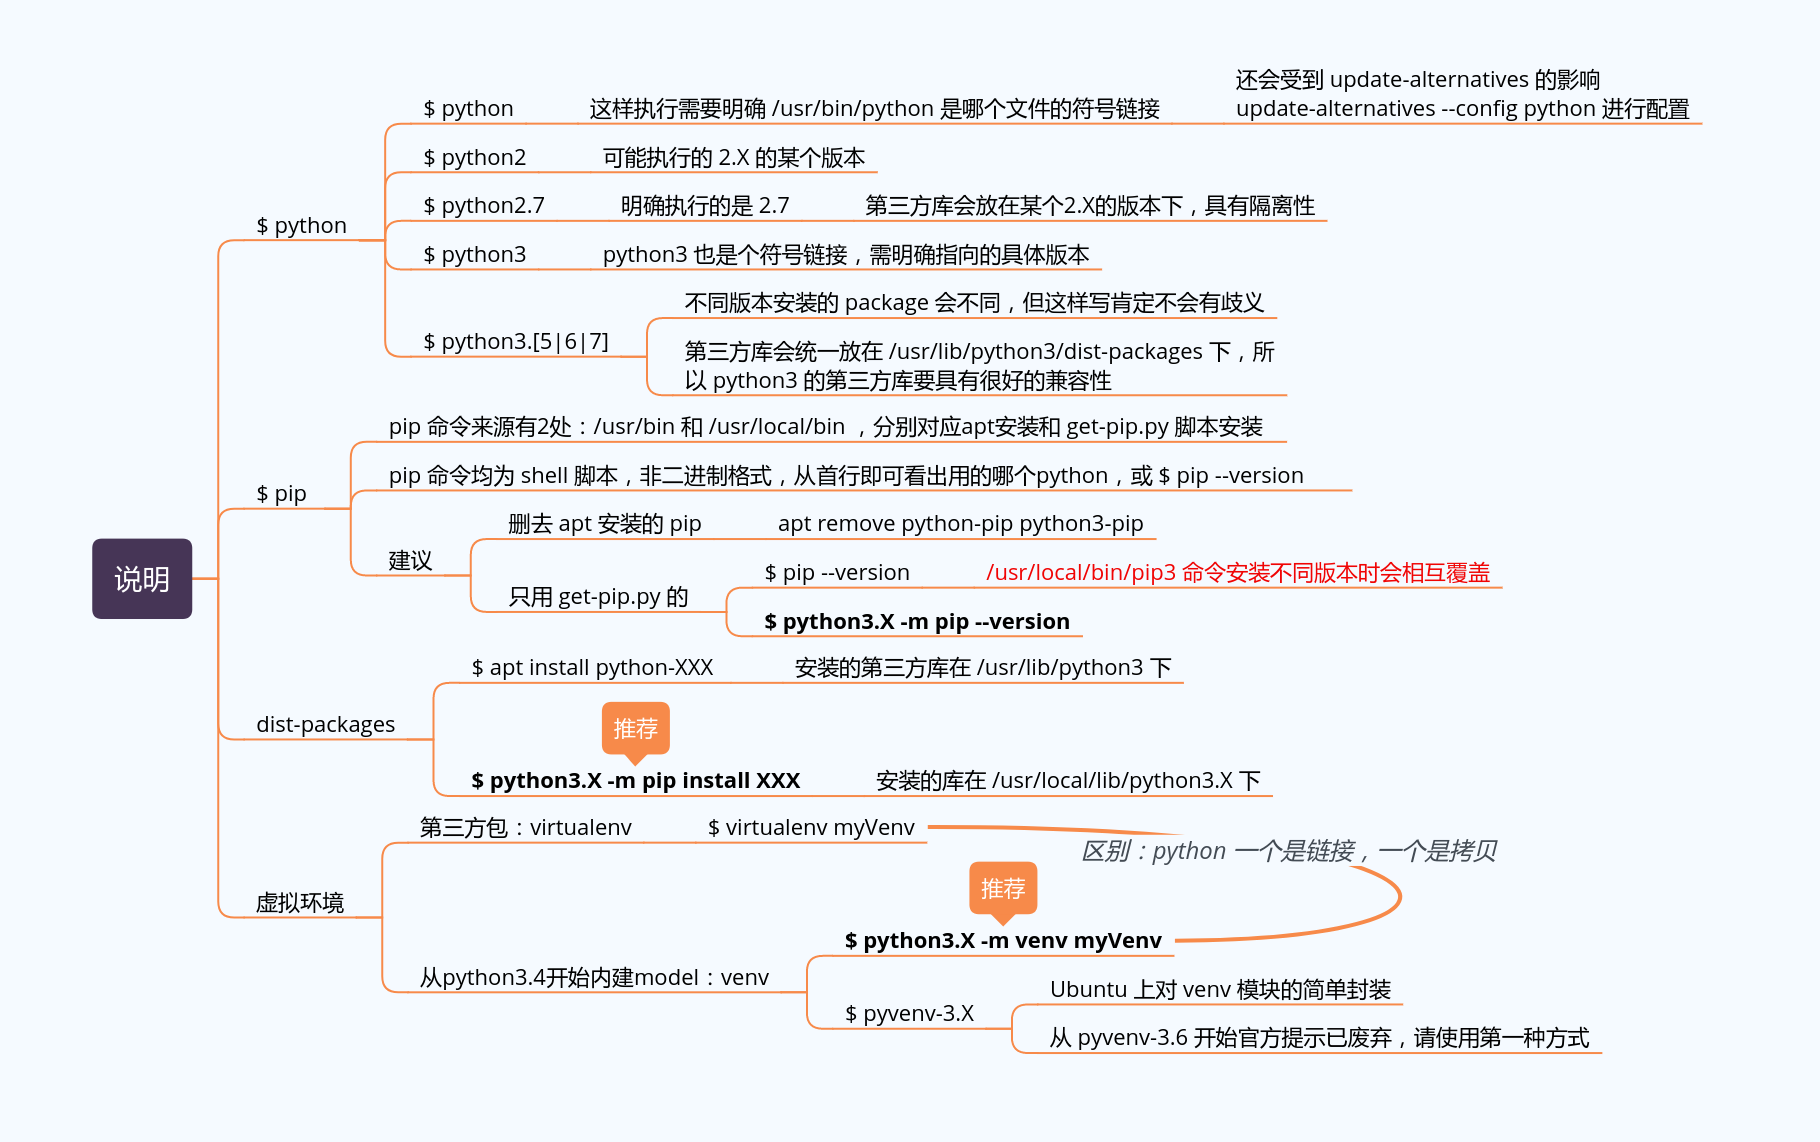 说明
$ python
$ python
这样执行需要明确 /usr/bin/python 是哪个文件的符号链接
还会受到 update-alternatives 的影响
update-alternatives --config python 进行配置
$ python2
可能执行的 2.X 的某个版本
$ python2.7
明确执行的是 2.7
第三方库会放在某个2.X的版本下，具有隔离性
$ python3
python3 也是个符号链接，需明确指向的具体版本
$ python3.[5|6|7]
不同版本安装的 package 会不同，但这样写肯定不会有歧义
第三方库会统一放在 /usr/lib/python3/dist-packages 下，所
以 python3 的第三方库要具有很好的兼容性
$ pip
pip 命令来源有2处：/usr/bin 和 /usr/local/bin ，分别对应apt安装和 get-pip.py 脚本安装
pip 命令均为 shell 脚本，非二进制格式，从首行即可看出用的哪个python，或 $ pip --version
建议
删去 apt 安装的 pip
apt remove python-pip python3-pip
只用 get-pip.py 的
$ pip --version
/usr/local/bin/pip3 命令安装不同版本时会相互覆盖
$ python3.X -m pip --version
dist-packages
$ apt install python-XXX
安装的第三方库在 /usr/lib/python3 下
推荐
$ python3.X -m pip install XXX
安装的库在 /usr/local/lib/python3.X 下
虚拟环境
第三方包：virtualenv
$ virtualenv myVenv
区别：python 一个是链接，一个是拷贝
从python3.4开始内建model：venv
推荐
$ python3.X -m venv myVenv
$ pyvenv-3.X
Ubuntu 上对 venv 模块的简单封装
从 pyvenv-3.6 开始官方提示已废弃，请使用第一种方式